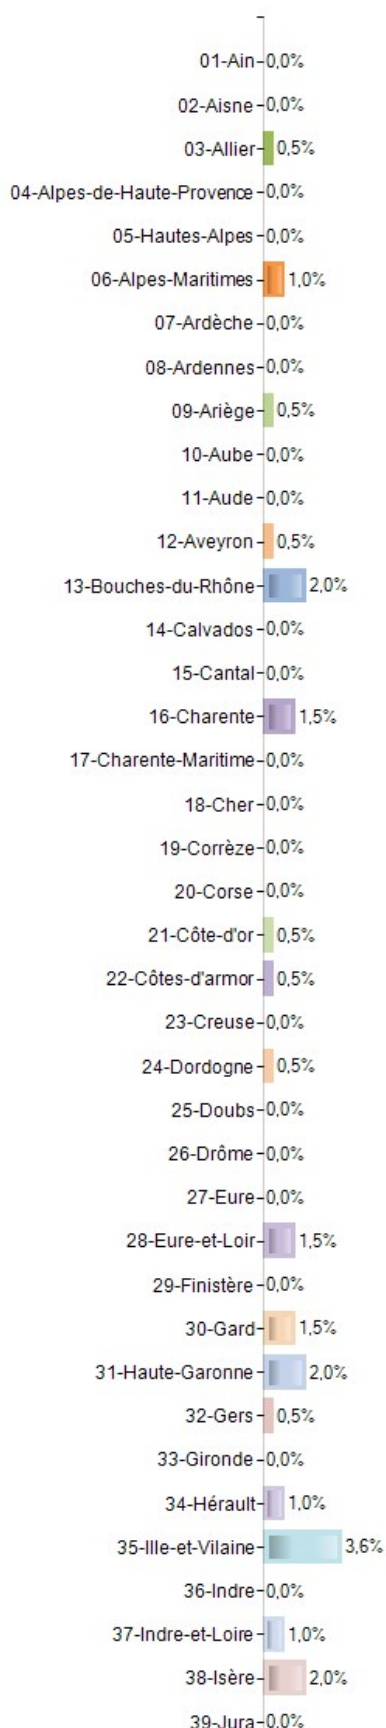 01-Ain 0,0%
02-Aisne 0,0%
03-Allier 0,5%
04-Alpes-de-Haute-Provence 0,0%
05-Hautes-Alpes 0,0%
06-Alpes-Maritimes 1,0%
07-Ardèche 0,0%
08-Ardennes 0,0%
09-Ariège 0,5%
10-Aube 0,0%
11-Aude 0,0%
12-Aveyron 0,5%
13-Bouches-du-Rhône 2,0%
14-Calvados 0,0%
15-Cantal 0,0%
16-Charente 1,5%
17-Charente-Maritime 0,0%
18-Cher 0,0%
19-Corrèze 0,0%
20-Corse 0,0%
21-Côte-d'or 0,5%
22-Côtes-d'armor 0,5%
23-Creuse 0,0%
24-Dordogne 0,5%
25-Doubs 0,0%
26-Drôme 0,0%
27-Eure 0,0%
28-Eure-et-Loir 1,5%
29-Finistère 0,0%
30-Gard 1,5%
31-Haute-Garonne 2,0%
32-Gers 0,5%
33-Gironde 0,0%
34-Hérault 1,0%
35-Ille-et-Vilaine 3,6%
36-Indre 0,0%
37-Indre-et-Loire 1,0%
38-Isère 2,0%
39-Jura 0,0%